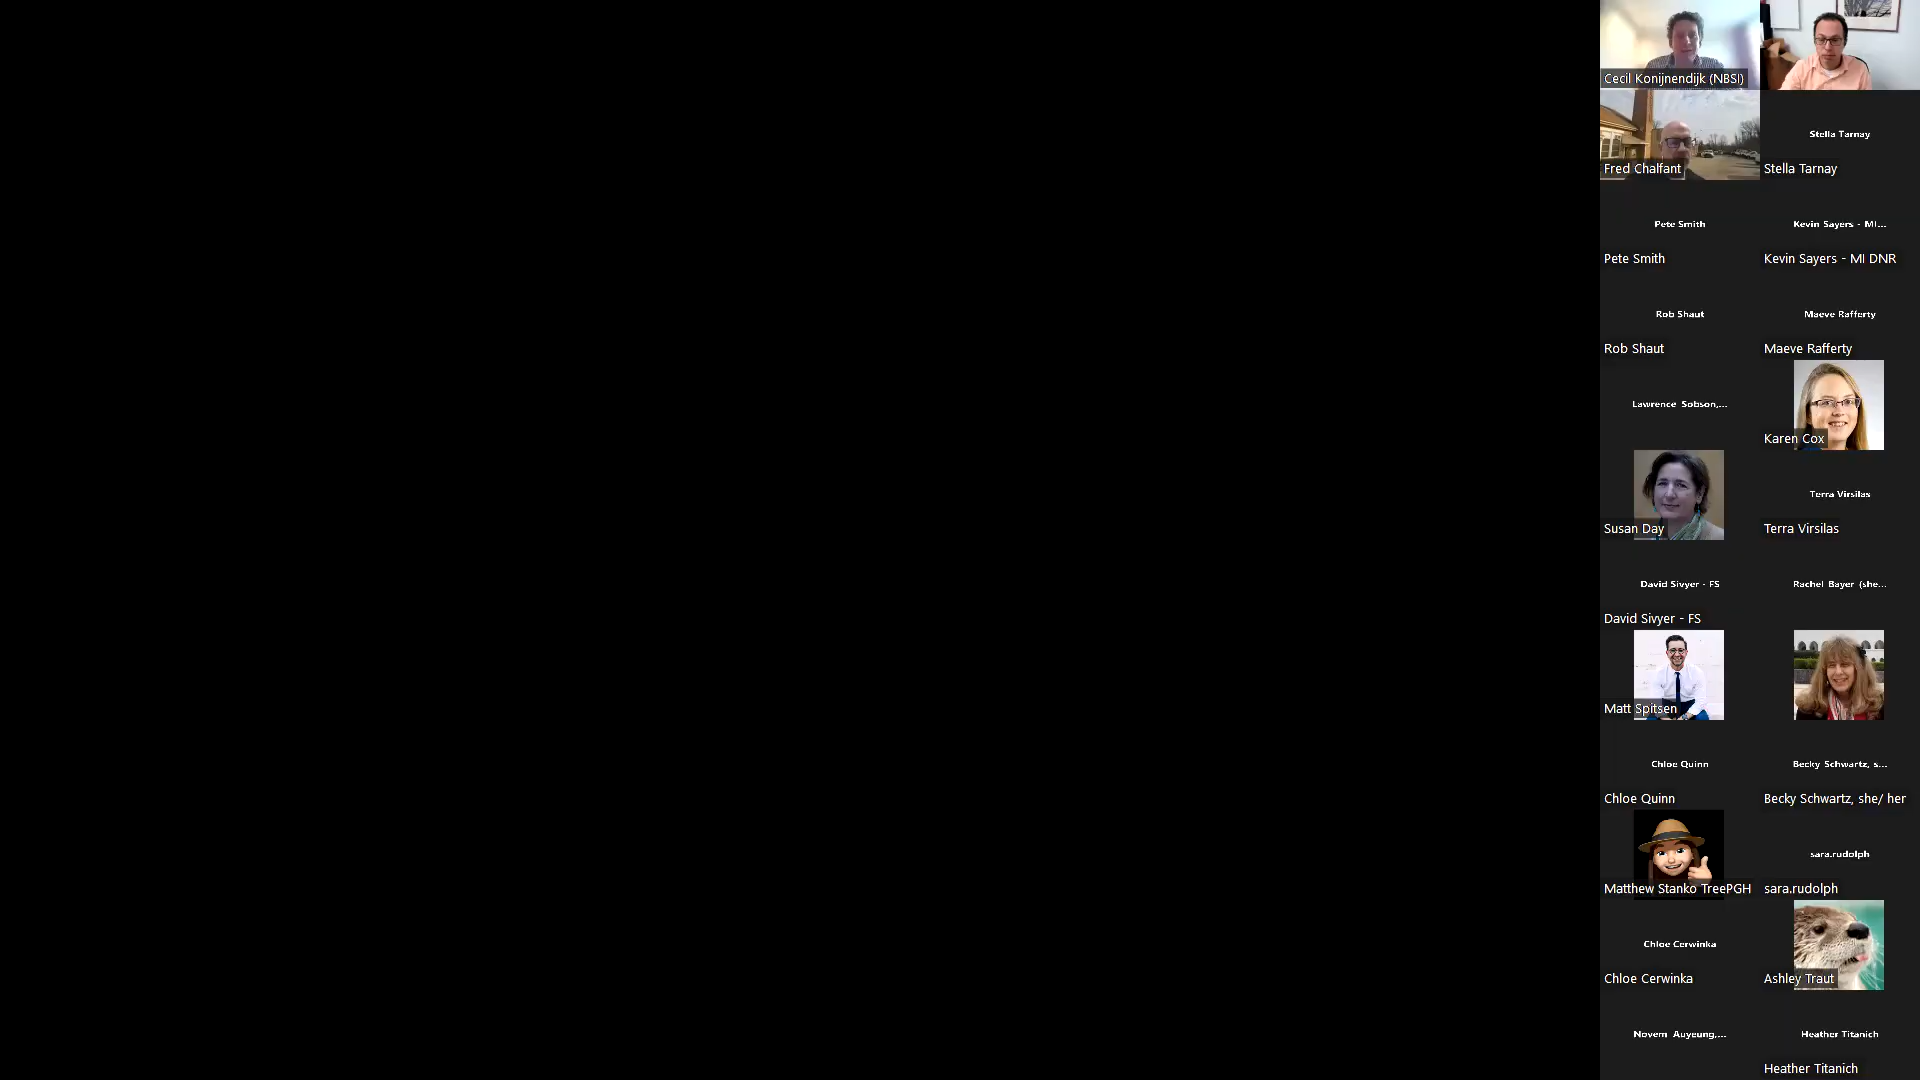 Cecil Konijnendijk (NBSI)
Fred Chalfant
Stella Tarnay
Stella Tarnay
Pete Smith
Pete Smith
Kevin Sayers - MI...
Kevin Sayers - MI DNR
Rob Shaut
Rob Shaut
Maeve Rafferty
Maeve Rafferty
Lawrence Sobson,...
Karen Cox
Susan Day
Terra Virsilas
Terra Virsilas
David Sivyer - FS
David Sivyer - FS
Rachel Bayer (she...
Matt Spitsen
Chloe Quinn
Chloe Quinn
Becky Schwartz, s...
Becky Schwartz, she/ her
Matthew Stanko TreePGH
sara.rudolph
sara.rudolph
Chloe Cerwinka
Chloe Cerwinka
Ashley Traut
Novem Auyeung,...
Heather Titanich
Heather Titanich